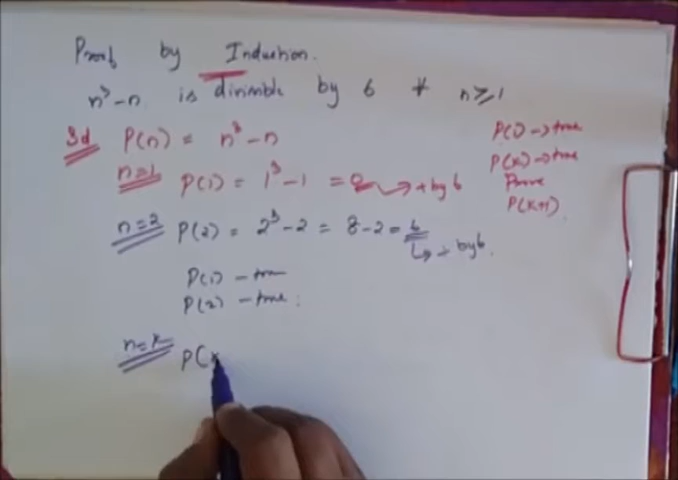 Proof by Induction.
n³-n is divisible by 6 ∀ n≥1
Sol P(n) = n³-n
P(1) → true
P(K) → true
Prove
P(K+1)
n=1 P(1) = 1³-1 = 0 → ÷ by 6
n=2 P(2) = 2³-2 = 8-2 = 6
↳ ÷ by 6.
P(1) - true
P(2) - true :
n=K P(K